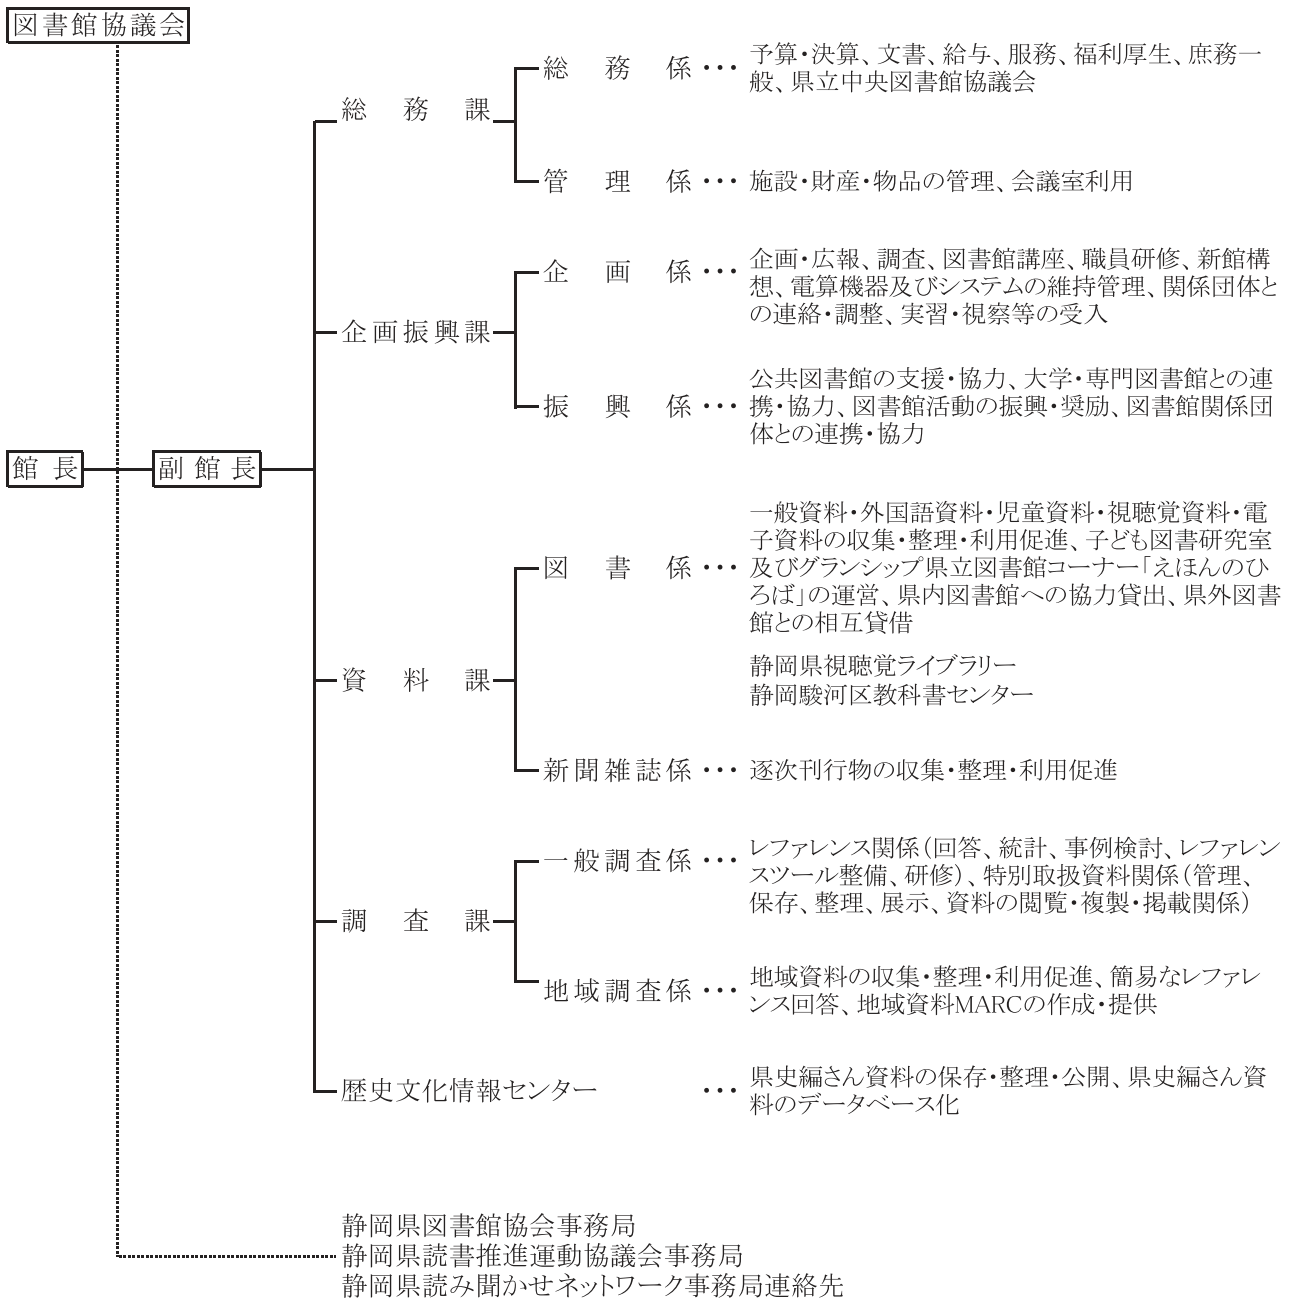 図書館協議会
館長
副館長
総務課
総務係・・・
予算・決算、文書、給与、服務、福利厚生、庶務一
般、県立中央図書館協議会
管理係・・・
施設・財産・物品の管理、会議室利用
企画振興課
企画係・・・
企画・広報、調査、図書館講座、職員研修、新館構
想、電算機器及びシステムの維持管理、関係団体と
の連絡・調整、実習・視察等の受入
振興係・・・
公共図書館の支援・協力、大学・専門図書館との連
携・協力、図書館活動の振興・奨励、図書館関係団
体との連携・協力
資料課
図書係・・・
一般資料・外国語資料・児童資料・視聴覚資料・電
子資料の収集・整理・利用促進、子ども図書研究室
及びグランシップ県立図書館コーナー「えほんのひ
ろば」の運営、県内図書館への協力貸出、県外図書
館との相互貸借
静岡県視聴覚ライブラリー
静岡駿河区教科書センター
新聞雑誌係・・・
逐次刊行物の収集・整理・利用促進
調査課
一般調査係・・・
レファレンス関係（回答、統計、事例検討、レファレン
スツール整備、研修）、特別取扱資料関係（管理、
保存、整理、展示、資料の閲覧・複製・掲載関係）
地域調査係・・・
地域資料の収集・整理・利用促進、簡易なレファレ
ンス回答、地域資料MARCの作成・提供
歴史文化情報センター
・・・
県史編さん資料の保存・整理・公開、県史編さん資
料のデータベース化
静岡県図書館協会事務局
静岡県読書推進運動協議会事務局
静岡県読み聞かせネットワーク事務局連絡先